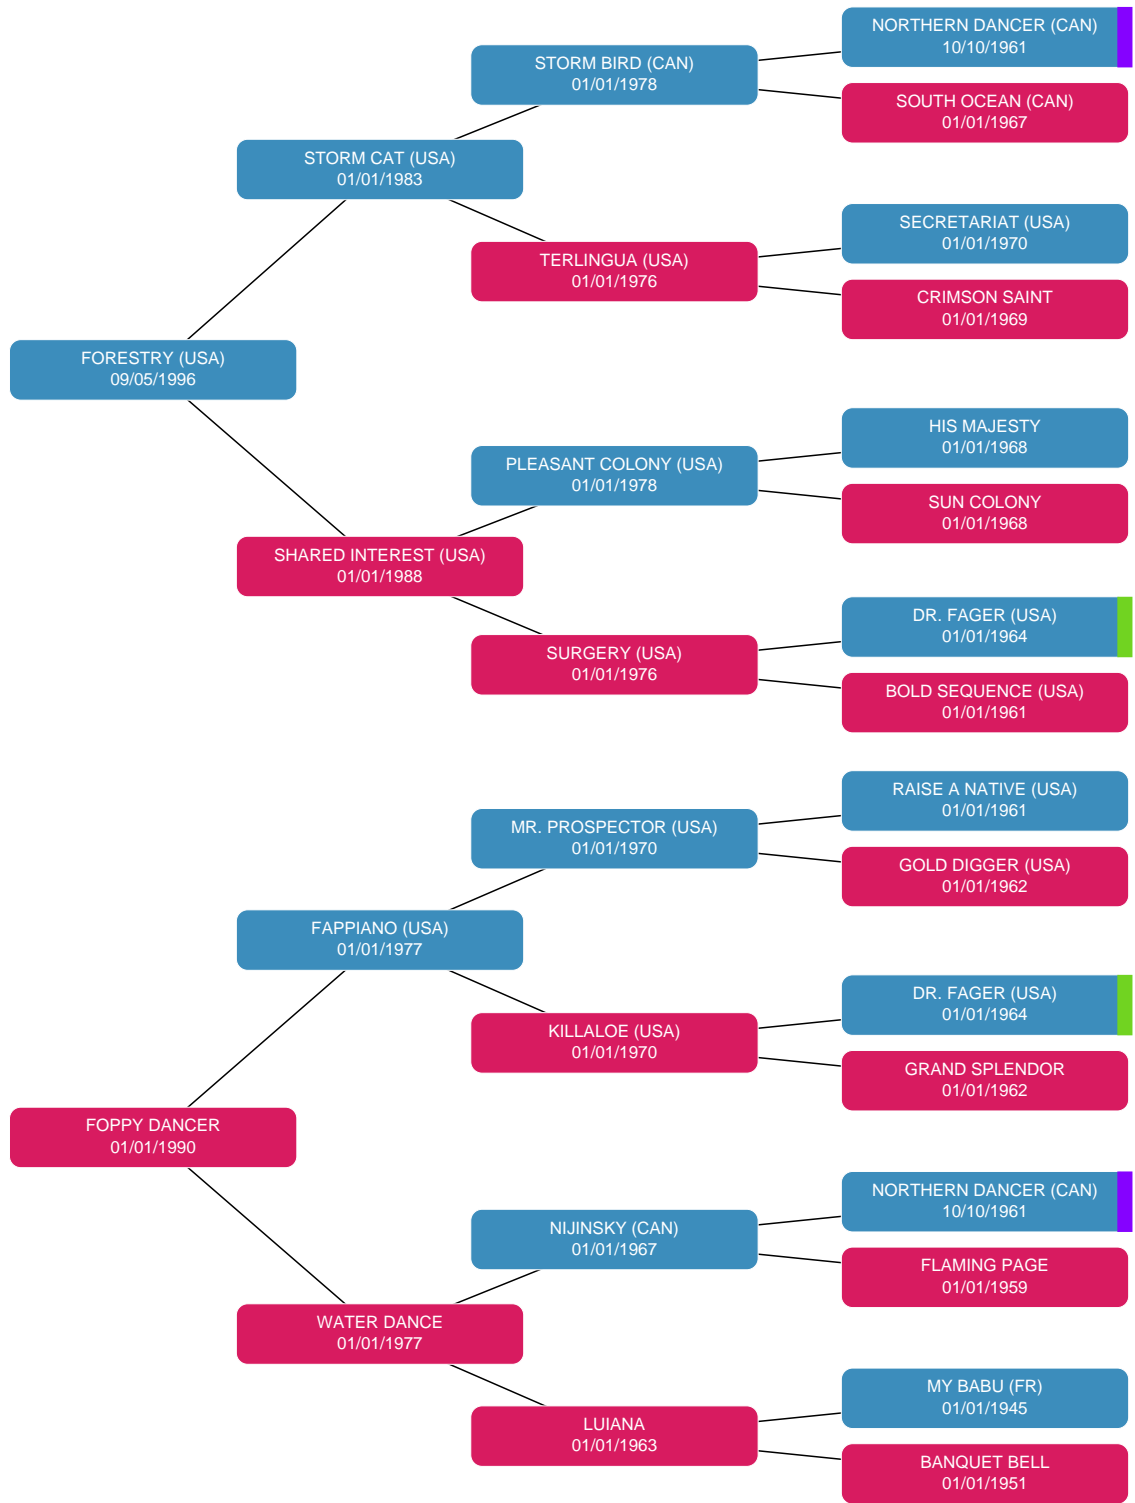 NORTHERN DANCER (CAN)
10/10/1961
STORM BIRD (CAN)
01/01/1978
SOUTH OCEAN (CAN)
01/01/1967
STORM CAT (USA)
01/01/1983
SECRETARIAT (USA)
01/01/1970
TERLINGUA (USA)
01/01/1976
CRIMSON SAINT
01/01/1969
FORESTRY (USA)
09/05/1996
HIS MAJESTY
01/01/1968
PLEASANT COLONY (USA)
01/01/1978
SUN COLONY
01/01/1968
SHARED INTEREST (USA)
01/01/1988
DR. FAGER (USA)
01/01/1964
SURGERY (USA)
01/01/1976
BOLD SEQUENCE (USA)
01/01/1961
RAISE A NATIVE (USA)
01/01/1961
MR. PROSPECTOR (USA)
01/01/1970
GOLD DIGGER (USA)
01/01/1962
FAPPIANO (USA)
01/01/1977
DR. FAGER (USA)
01/01/1964
KILLALOE (USA)
01/01/1970
GRAND SPLENDOR
01/01/1962
FOPPY DANCER
01/01/1990
NORTHERN DANCER (CAN)
10/10/1961
NIJINSKY (CAN)
01/01/1967
FLAMING PAGE
01/01/1959
WATER DANCE
01/01/1977
MY BABU (FR)
01/01/1945
LUIANA
01/01/1963
BANQUET BELL
01/01/1951